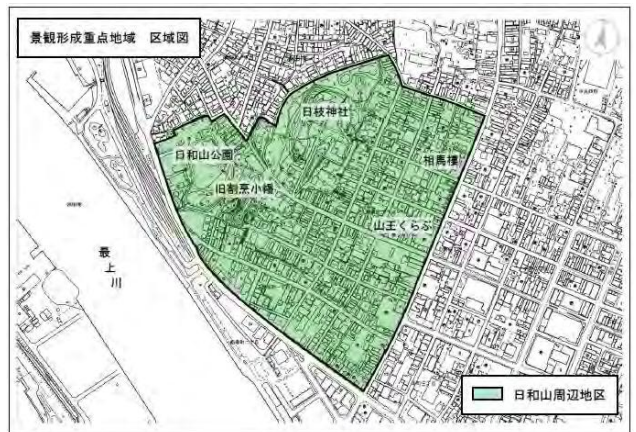 景観形成重点地域　区域図
日枝神社
日和山公園
相馬樓
旧割烹小幡
山王くらぶ
最上川
日和山周辺地区